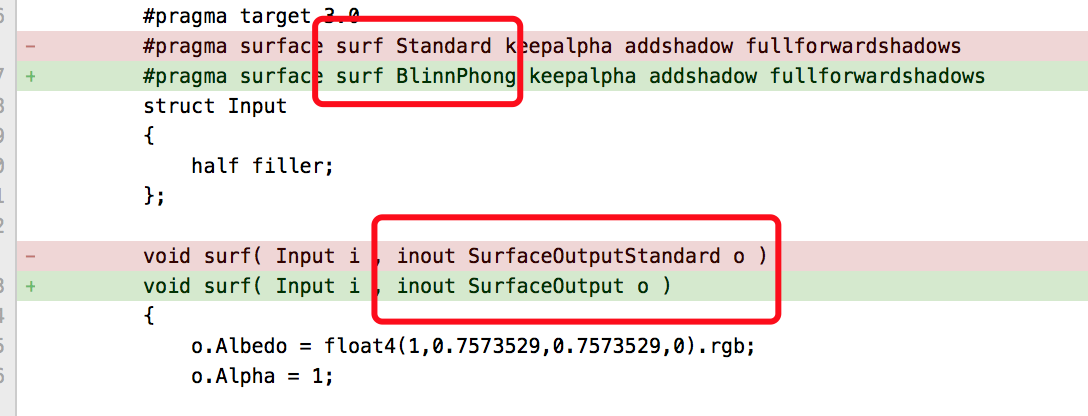 #pragma target 3.0
- #pragma surface surf Standard keepalpha addshadow fullforwardshadows
+ #pragma surface surf BlinnPhong keepalpha addshadow fullforwardshadows
struct Input
{
half filler;
};
- void surf( Input i , inout SurfaceOutputStandard o )
+ void surf( Input i , inout SurfaceOutput o )
{
o.Albedo = float4(1,0.7573529,0.7573529,0).rgb;
o.Alpha = 1;